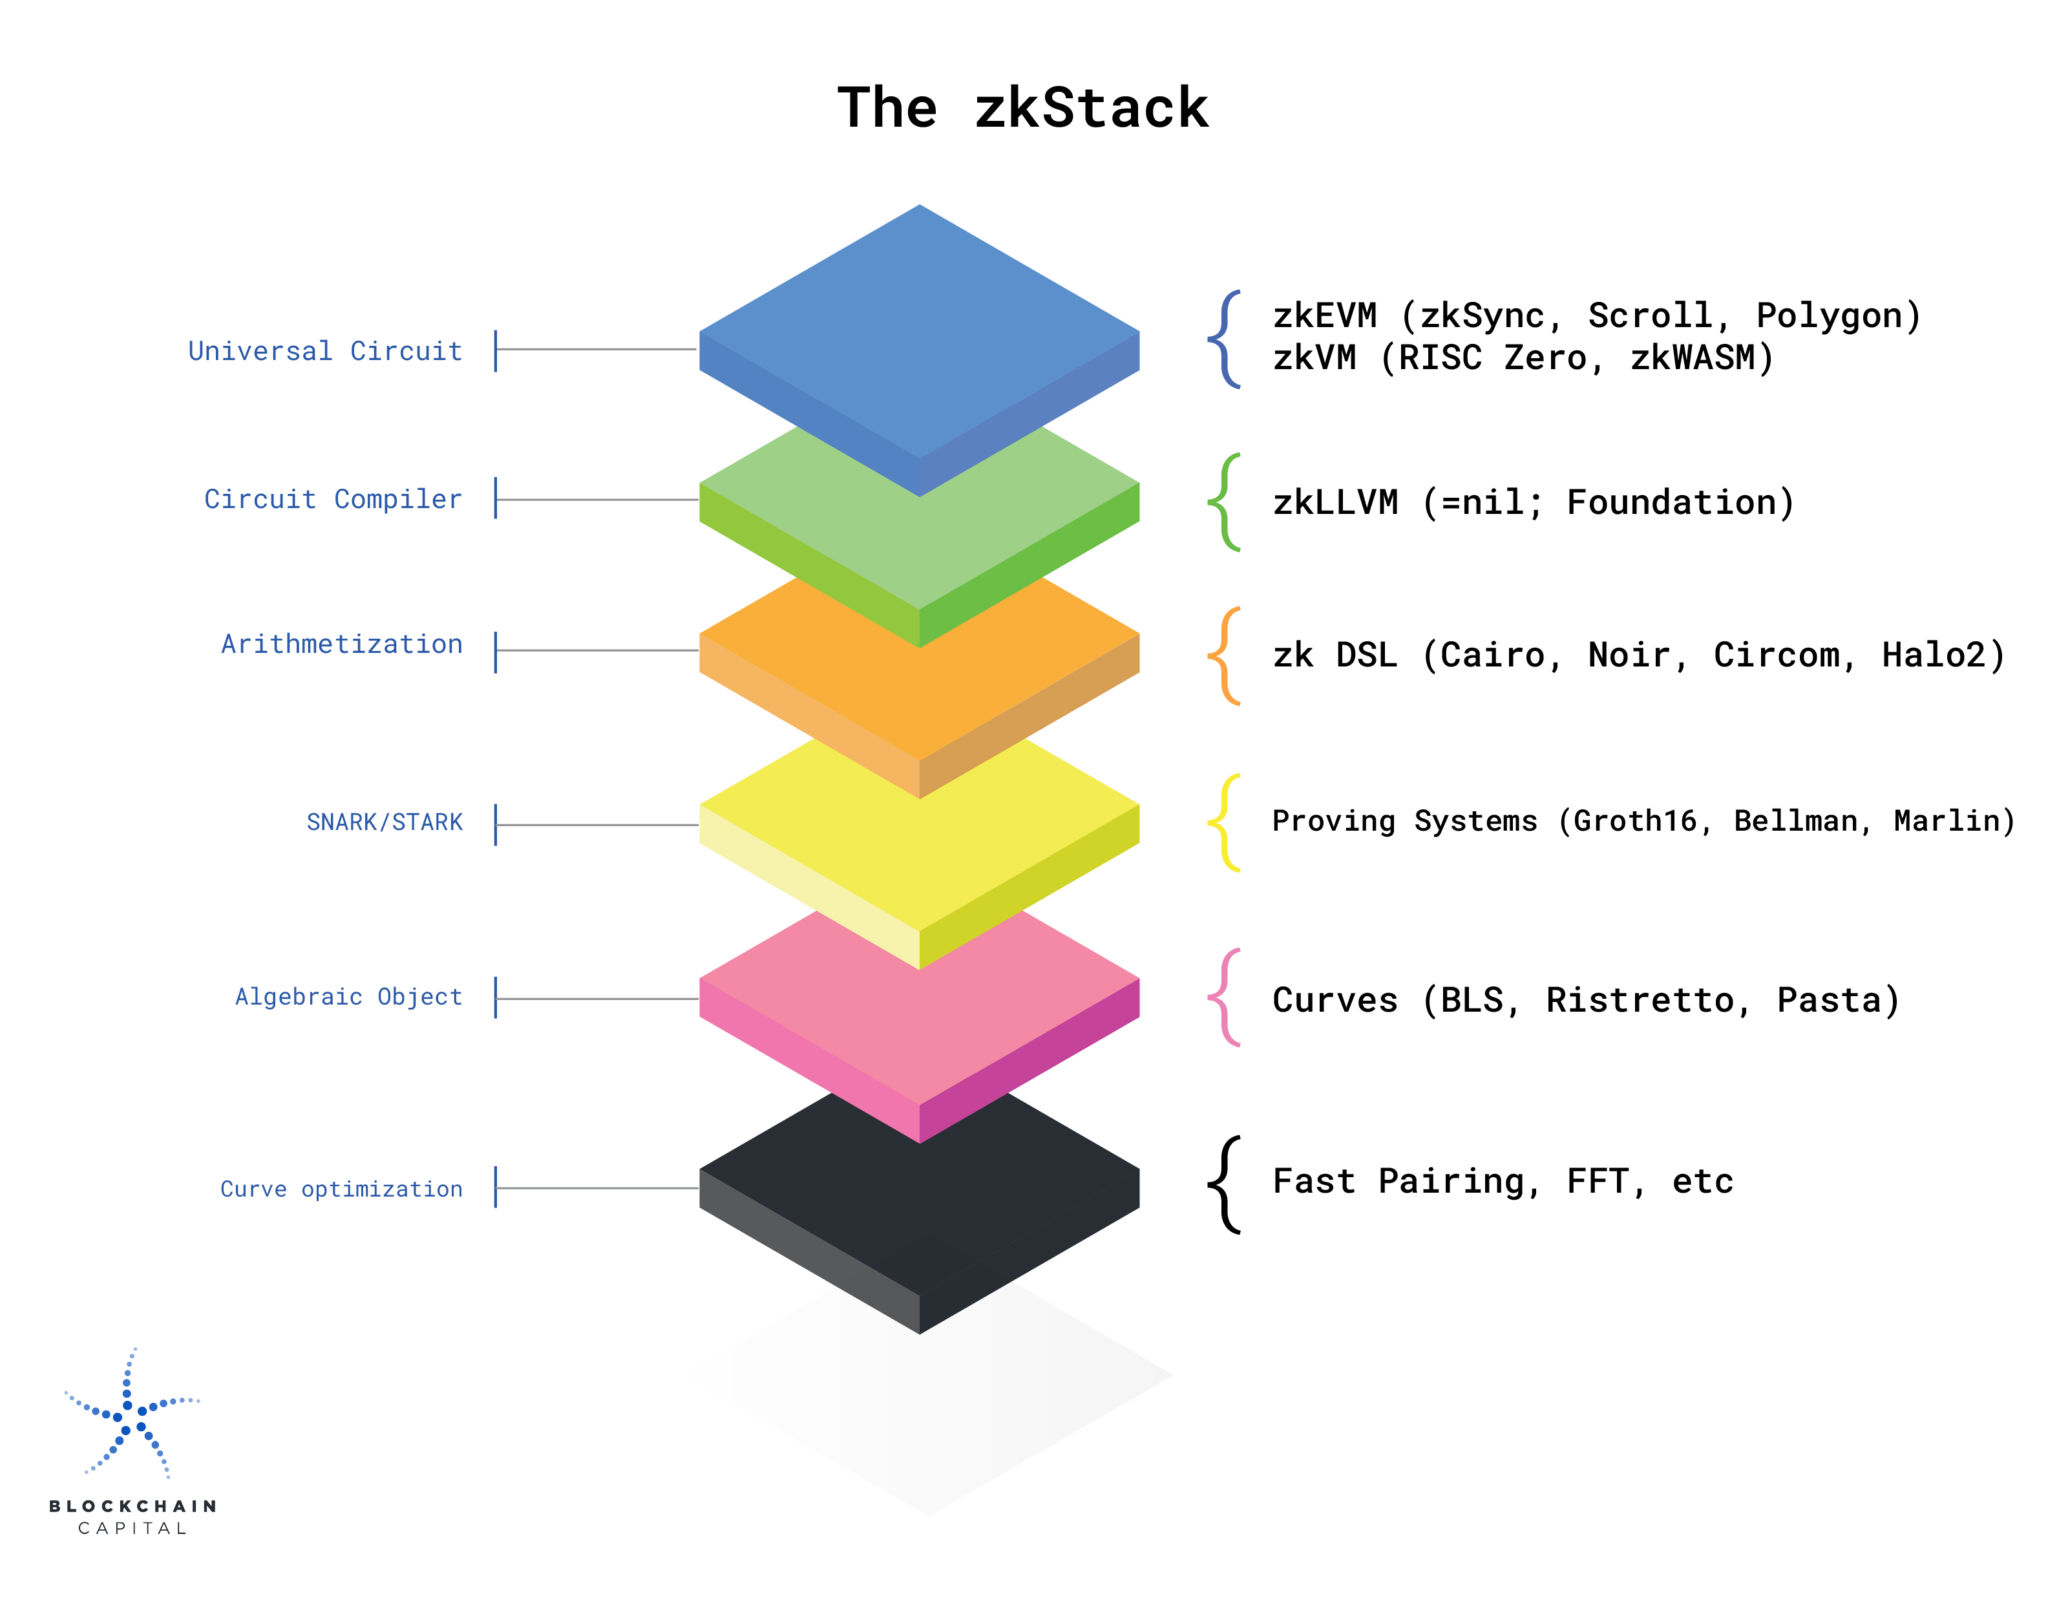 The zkStack
Universal Circuit
zkEVM (zkSync, Scroll, Polygon)
zkVM (RISC Zero, zkWASM)
Circuit Compiler
zkLLVM (=nil; Foundation)
Arithmetization
zk DSL (Cairo, Noir, Circom, Halo2)
SNARK/STARK
Proving Systems (Groth16, Bellman, Marlin)
Algebraic Object
Curves (BLS, Ristretto, Pasta)
Curve optimization
Fast Pairing, FFT, etc
BLOCKCHAIN
CAPITAL